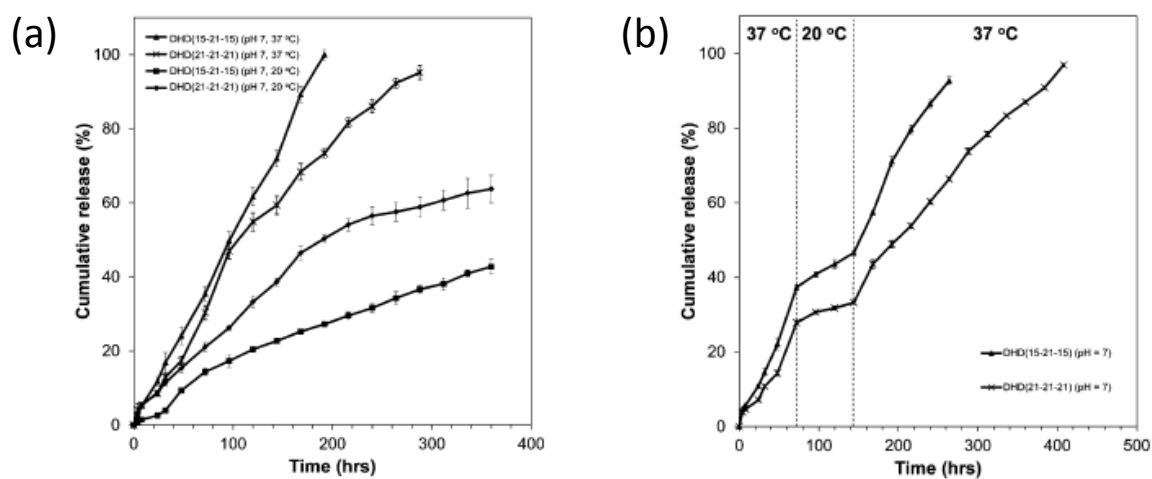 (a)
Cumulative release (%)
100
80
60
40
20
0
DHD(15-21-15) (pH 7, 37 °C)
DHD(21-21-21) (pH 7, 37 °C)
DHD(15-21-15) (pH 7, 20 °C)
DHD(21-21-21) (pH 7, 20 °C)
0 100 200 300 400
Time (hrs)
(b)
Cumulative release (%)
37 °C 20 °C 37 °C
100
80
60
40
20
0
DHD(15-21-15) (pH = 7)
DHD(21-21-21) (pH = 7)
0 100 200 300 400 500
Time (hrs)